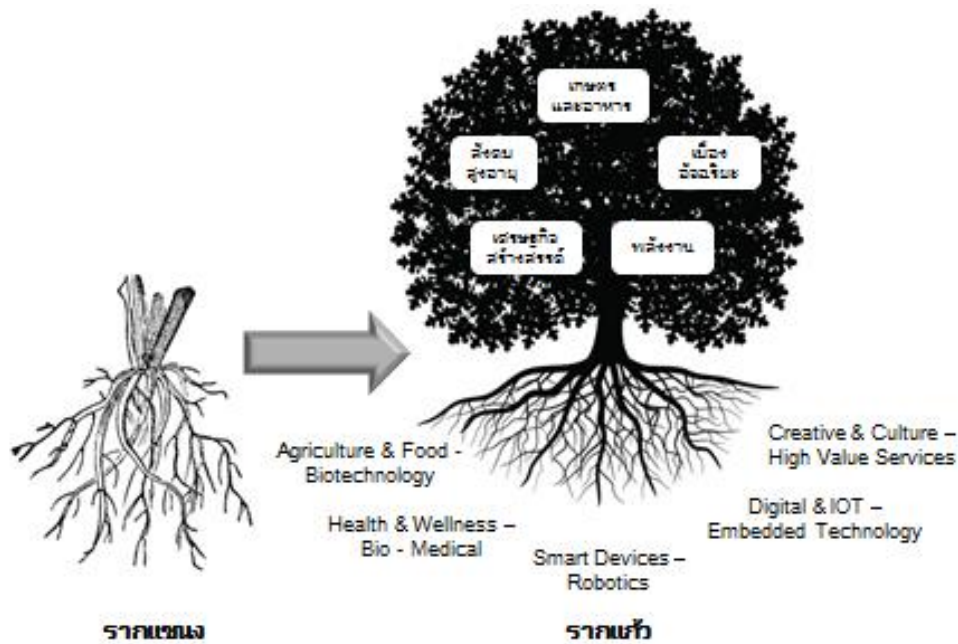 เกษตร
และอาหาร
สังคม
สูงอายุ
เมือง
อัจฉริยะ
เศรษฐกิจ
สร้างสรรค์
พลังงาน
Agriculture & Food -
Biotechnology
Health & Wellness –
Bio - Medical
Smart Devices –
Robotics
Digital & IOT –
Embedded Technology
Creative & Culture –
High Value Services
รากแขนง
รากแก้ว